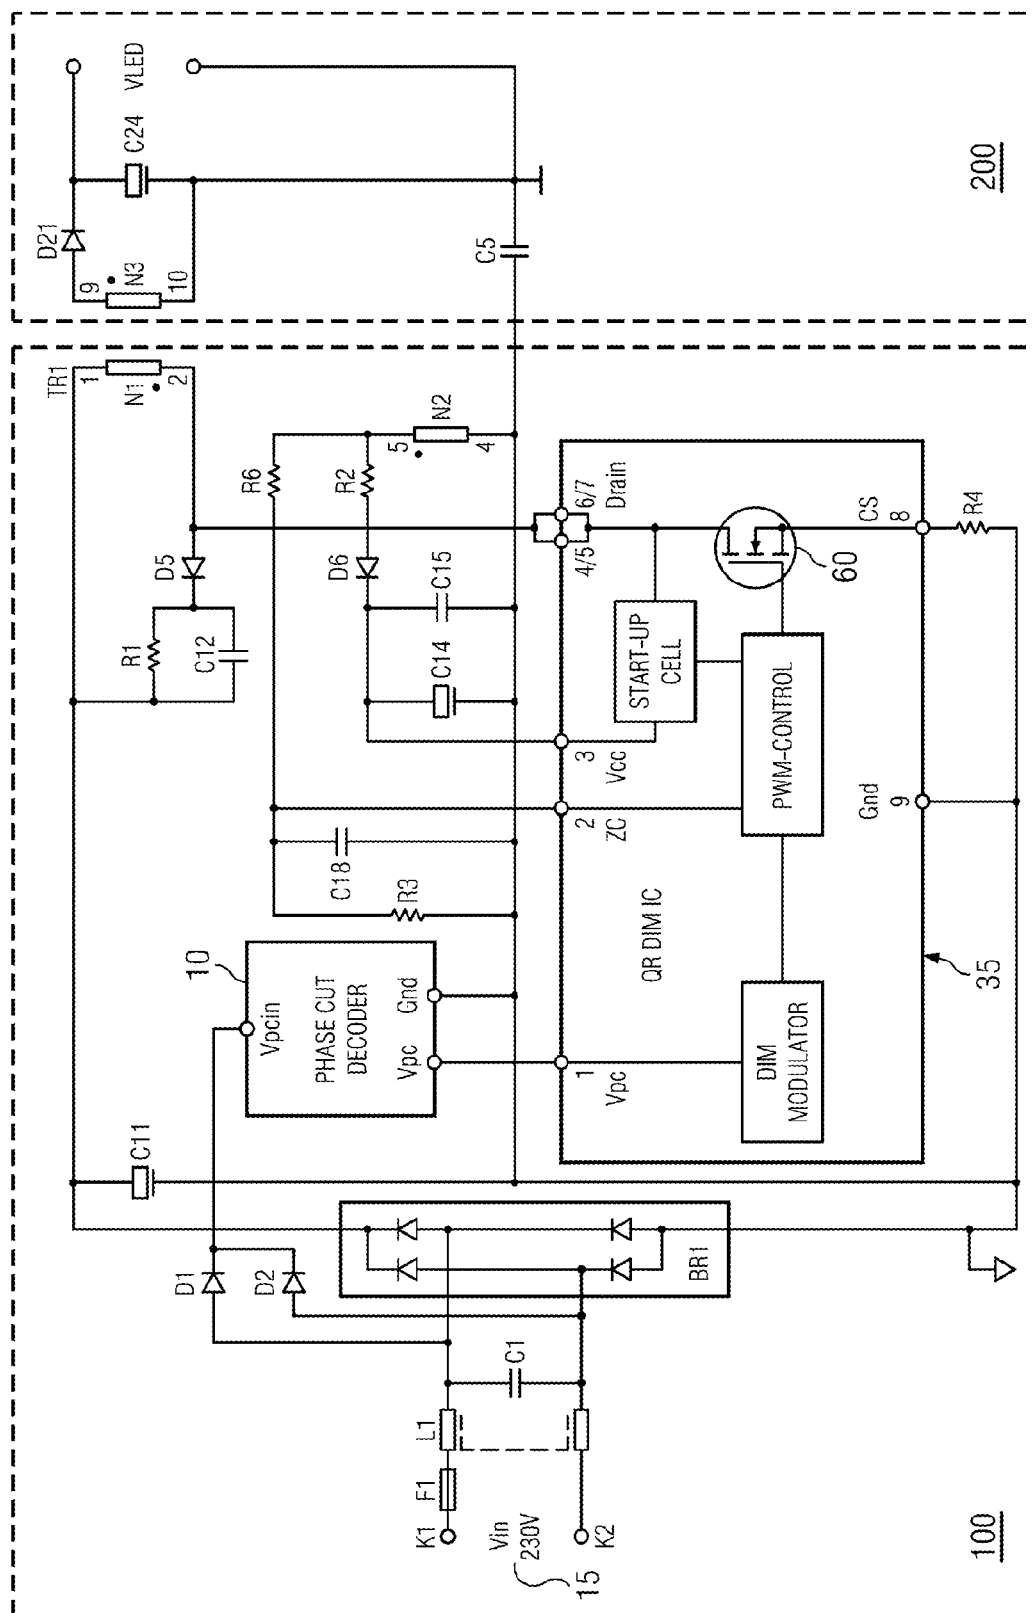 K1
F1
L1
Vin
230V
15
K2
C1
D1
D2
BR1
C11
10
Vpcin
PHASE CUT
DECODER
Vpc
Gnd
R3
C18
R1
C12
D5
C14
C15
D6
R2
R6
TR1
1
N1
2
5
N2
4
1
Vpc
2
ZC
3
Vcc
4/5
6/7
Drain
QR DIM IC
DIM
MODULATOR
PWM-CONTROL
START-UP
CELL
60
CS
8
R4
Gnd
9
35
100
9
N3
10
D21
C24
VLED
C5
200